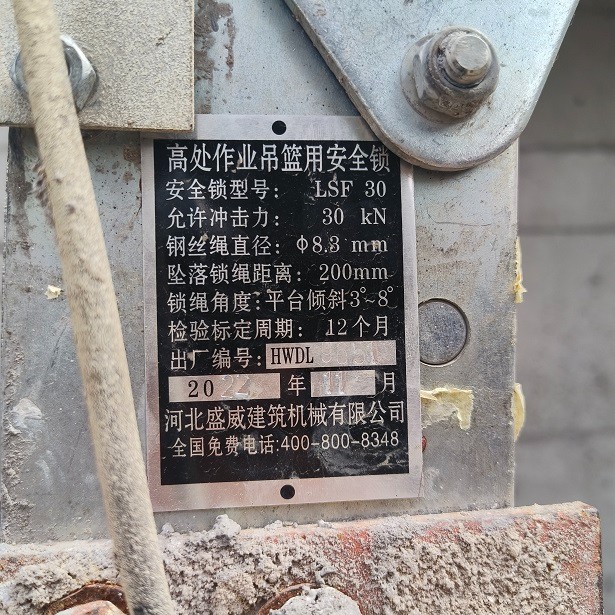 高处作业吊篮用安全锁
安全锁型号: LSF 30
允许冲击力: 30 kN
钢丝绳直径: Φ8.3 mm
坠落锁绳距离: 200mm
锁绳角度:平台倾斜3°~8°
检验标定周期: 12个月
出厂编号: HWDL
2022 年 11 月
河北盛威建筑机械有限公司
全国免费电话:400-800-8348